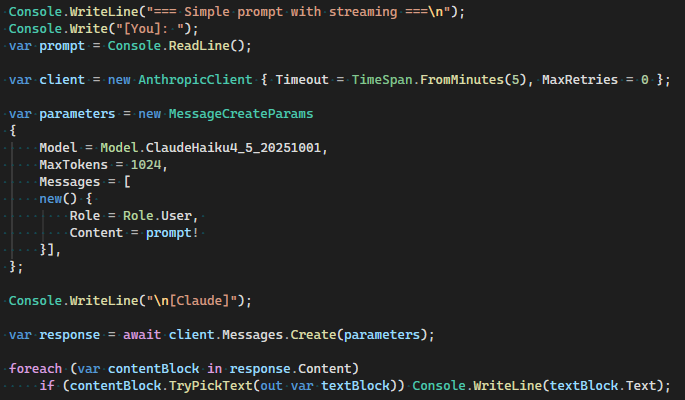 Console.WriteLine("=== Simple prompt with streaming ===\n");
Console.Write("[You]: ");
var prompt = Console.ReadLine();

var client = new AnthropicClient { Timeout = TimeSpan.FromMinutes(5), MaxRetries = 0 };

var parameters = new MessageCreateParams
{
    Model = Model.ClaudeHaiku4_5_20251001,
    MaxTokens = 1024,
    Messages = [
    new() {
        Role = Role.User,
        Content = prompt!
    }],
};

Console.WriteLine("\n[Claude]");

var response = await client.Messages.Create(parameters);

foreach (var contentBlock in response.Content)
    if (contentBlock.TryPickText(out var textBlock)) Console.WriteLine(textBlock.Text);